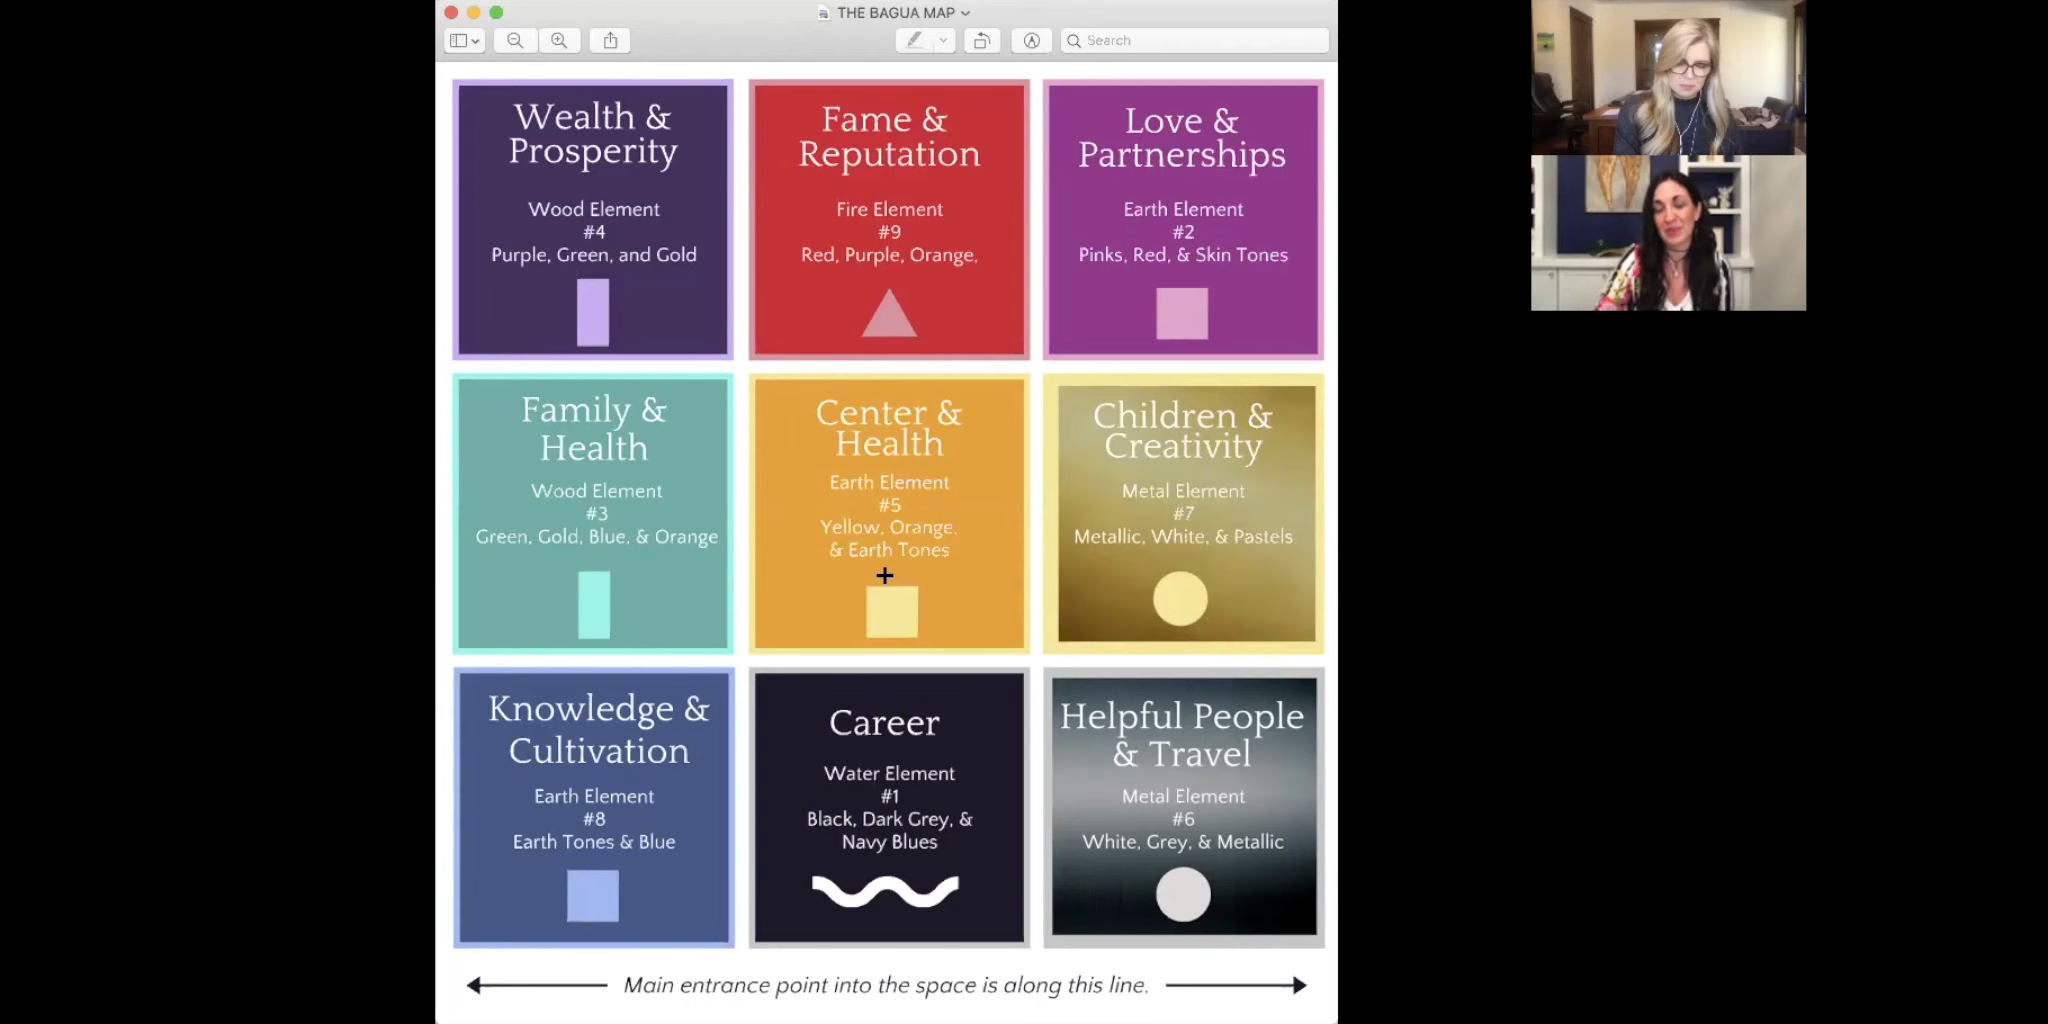 THE BAGUA MAP
Search
Wealth &
Prosperity
Wood Element
#4
Purple, Green, and Gold
Fame &
Reputation
Fire Element
#9
Red, Purple, Orange,
Love &
Partnerships
Earth Element
#2
Pinks, Red, & Skin Tones
Family &
Health
Wood Element
#3
Green, Gold, Blue, & Orange
Center &
Health
Earth Element
#5
Yellow, Orange,
& Earth Tones
Children &
Creativity
Metal Element
#7
Metallic, White, & Pastels
Knowledge &
Cultivation
Earth Element
#8
Earth Tones & Blue
Career
Water Element
#1
Black, Dark Grey, &
Navy Blues
Helpful People
& Travel
Metal Element
#6
White, Grey, & Metallic
Main entrance point into the space is along this line.